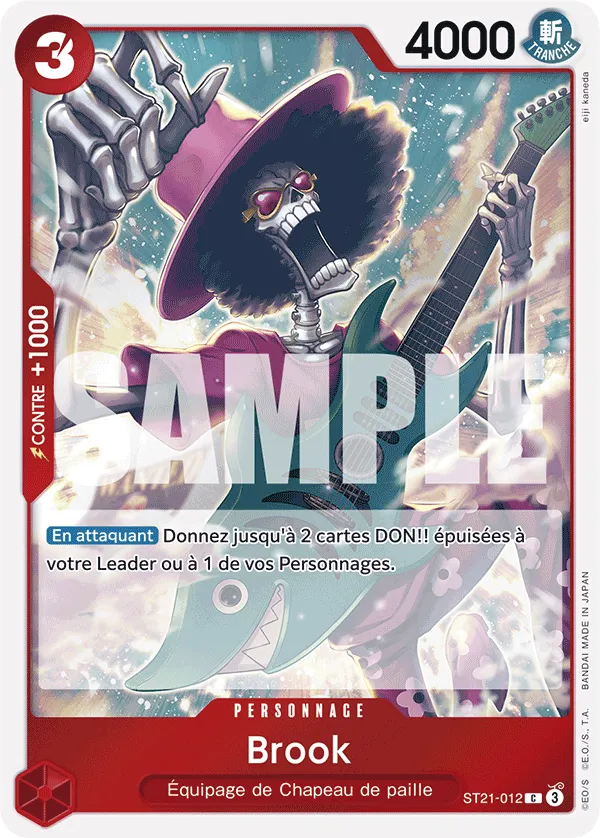 3
4000
斬
TRANCHE
eiji kaneda
CONTRE +1000
SAMPLE
En attaquant Donnez jusqu'à 2 cartes DON!! épuisées à
votre Leader ou à 1 de vos Personnages.
BANDAI MADE IN JAPAN
©E.O./S., T.A.
©EO/S
PERSONNAGE
Brook
Équipage de Chapeau de paille
ST21-012 C 3